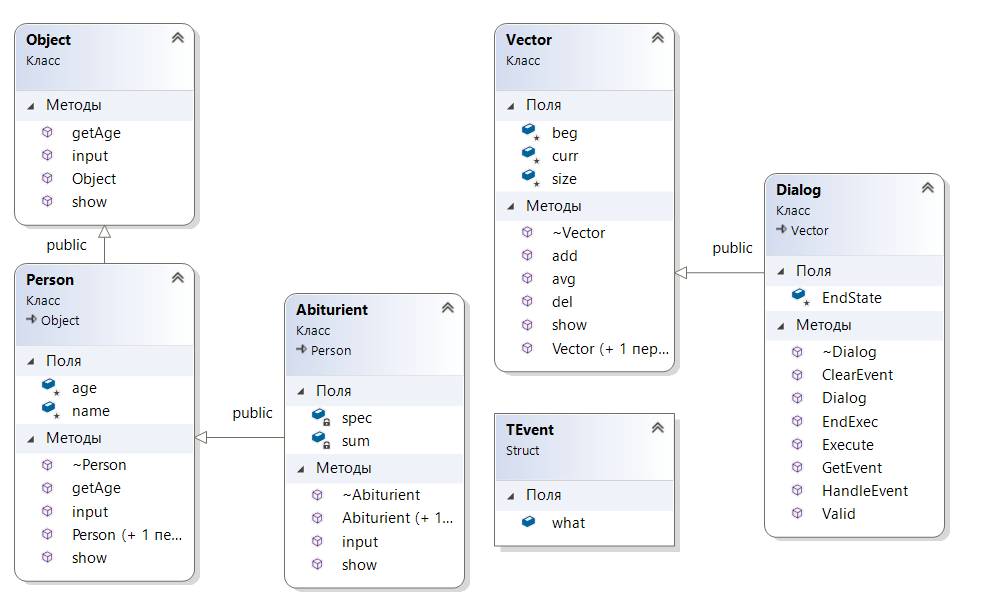 Object
Класс
Методы
getAge
input
Object
show
public
Person
Класс
Object
Поля
age
name
Методы
~Person
getAge
input
Person (+ 1 пе...
show
public
Abiturient
Класс
Person
Поля
spec
sum
Методы
~Abiturient
Abiturient (+ 1...
input
show
Vector
Класс
Поля
beg
curr
size
Методы
~Vector
add
avg
del
show
Vector (+ 1 пер...
public
TEvent
Struct
Поля
what
Dialog
Класс
Vector
Поля
EndState
Методы
~Dialog
ClearEvent
Dialog
EndExec
Execute
GetEvent
HandleEvent
Valid